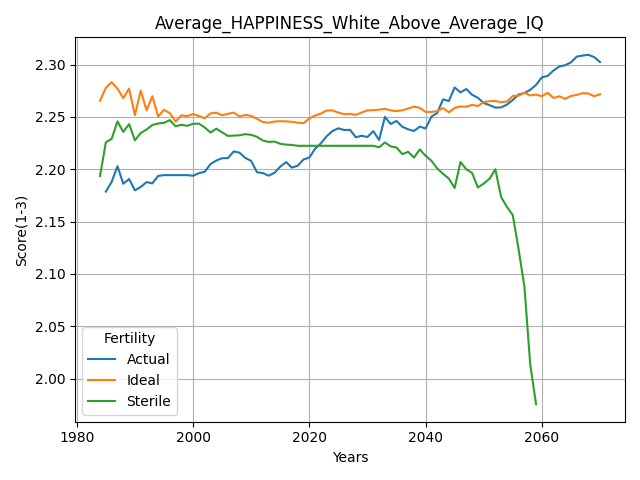 Average_HAPPINESS_White_Above_Average_IQ
Score(1-3)
2.30
2.25
2.20
2.15
2.10
2.05
2.00
Fertility
Actual
Ideal
Sterile
1980
2000
2020
2040
2060
Years